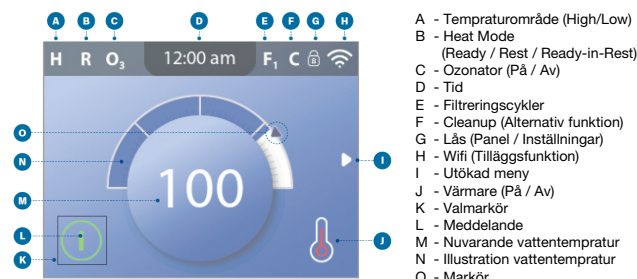 A B C D E F G H
H R O₃ 12:00 am F₁ C
O
N I
100
M
L J
K
A - Tempraturområde (High/Low)
B - Heat Mode
(Ready / Rest / Ready-in-Rest)
C - Ozonator (På / Av)
D - Tid
E - Filtreringscykler
F - Cleanup (Alternativ funktion)
G - Lås (Panel / Inställningar)
H - Wifi (Tilläggsfunktion)
I - Utökad meny
J - Värmare (På / Av)
K - Valmarkör
L - Meddelande
M - Nuvarande vattentempratur
N - Illustration vattentempratur
O - Markör